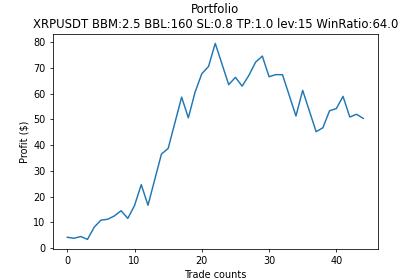 Portfolio
XRPUSDT BBM:2.5 BBL:160 SL:0.8 TP:1.0 lev:15 WinRatio:64.0
80
70
60
50
40
30
20
10
0
Profit ($)
0 10 20 30 40
Trade counts